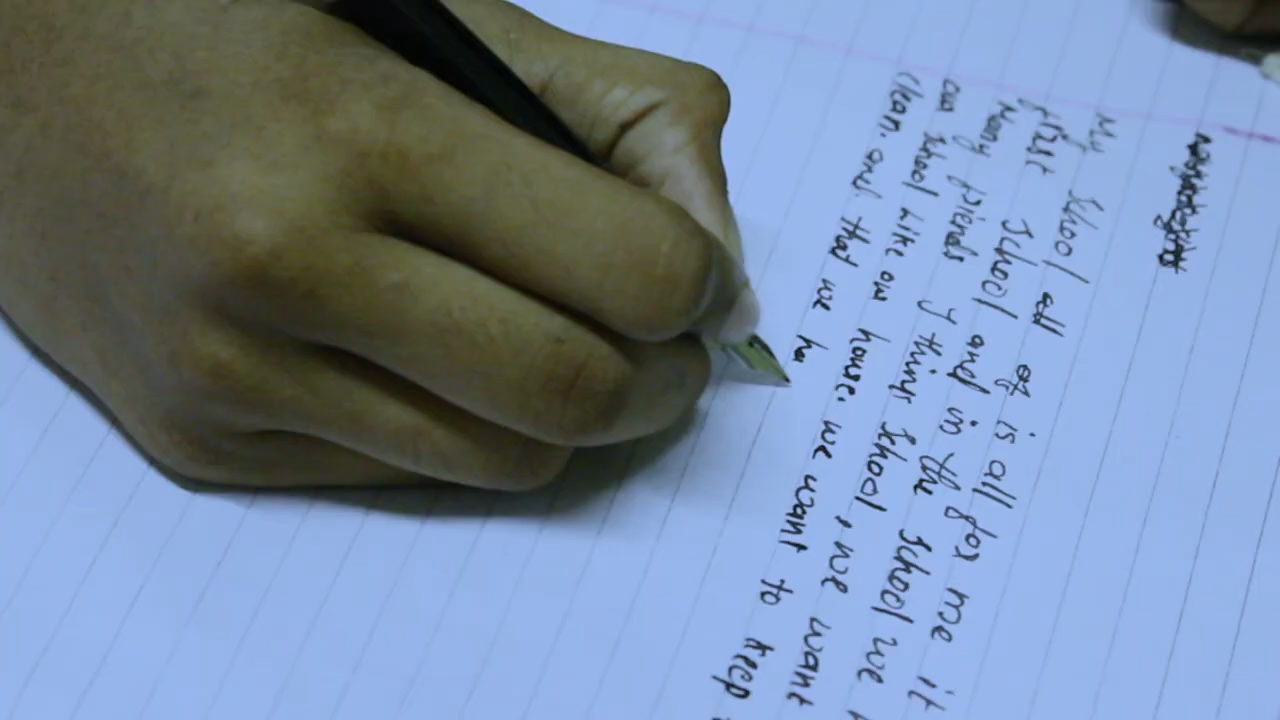 My School all of is all for me it
first School and in the School we
Many friends y things School, we want
our School Like our house. we want to keep
Clean. and that we ha